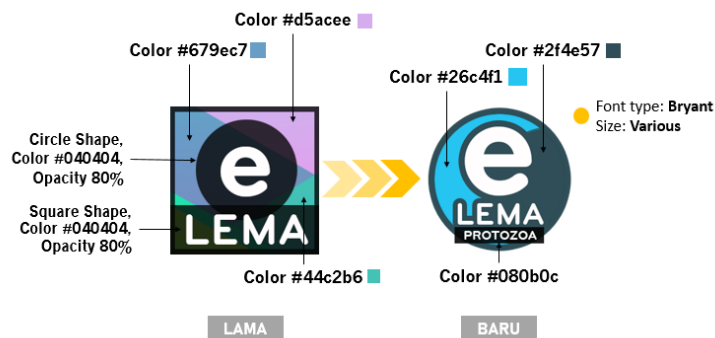 Color #d5acee
Color #679ec7
Color #2f4e57
Color #26c4f1
Font type: Bryant
Size: Various
Circle Shape,
Color #040404,
Opacity 80%
e
e
Square Shape,
Color #040404,
Opacity 80%
LEMA
LEMA
PROTOZOA
Color #44c2b6
Color #080b0c
LAMA
BARU